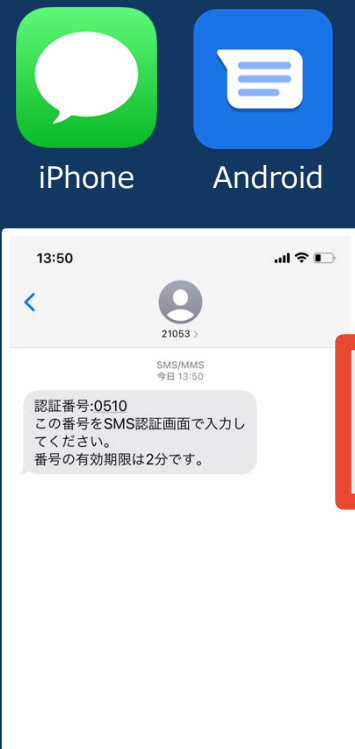 iPhone
Android
13:50
21053 >
SMS/MMS
今日 13:50
認証番号:0510
この番号をSMS認証画面で入力し
てください。
番号の有効期限は2分です。